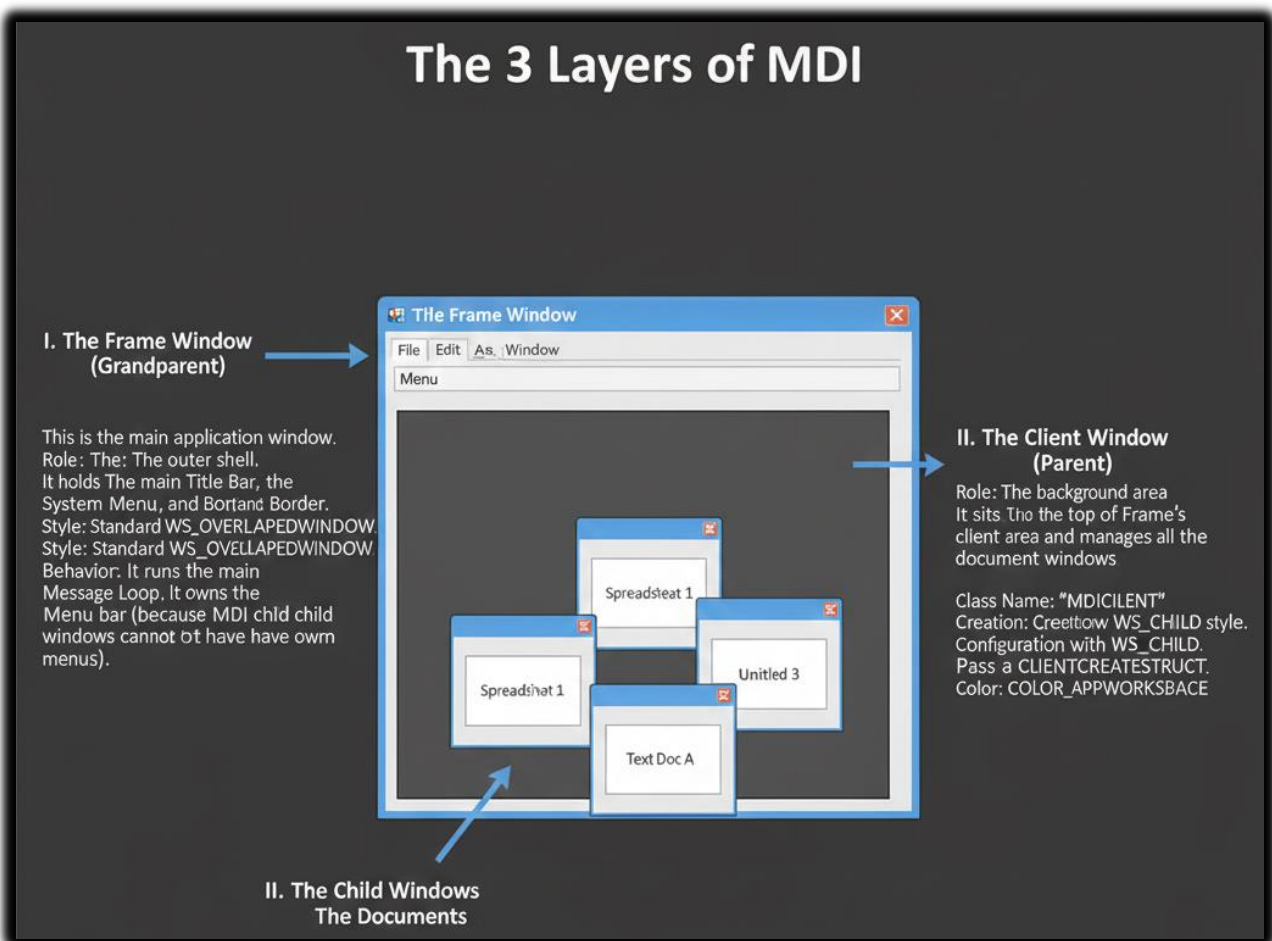 The 3 Layers of MDI
I. The Frame Window
(Grandparent)
This is the main application window.
Role: The: The outer shell.
It holds The main Title Bar, the
System Menu, and Bortand Border.
Style: Standard WS_OVERLAPEDWINDOW.
Style: Standard WS_OVELLAPEDWINDOW
Behavior: It runs the main
Message Loop. It owns the
Menu bar (because MDI chld child
windows cannot ot have have owm
menus).
The Frame Window
File Edit As. Window
Menu
Spreadsteat 1
Spreadshat 1
Unitled 3
Text Doc A
II. The Client Window
(Parent)
Role: The background area
It sits Tho the top of Frame's
client area and manages all the
document windows
Class Name: "MDICILENT"
Creation: Creettow WS_CHILD style.
Configuration with WS_CHILD.
Pass a CLIENTCREATESTRUCT.
Color: COLOR_APPWORKSBACE
II. The Child Windows
The Documents